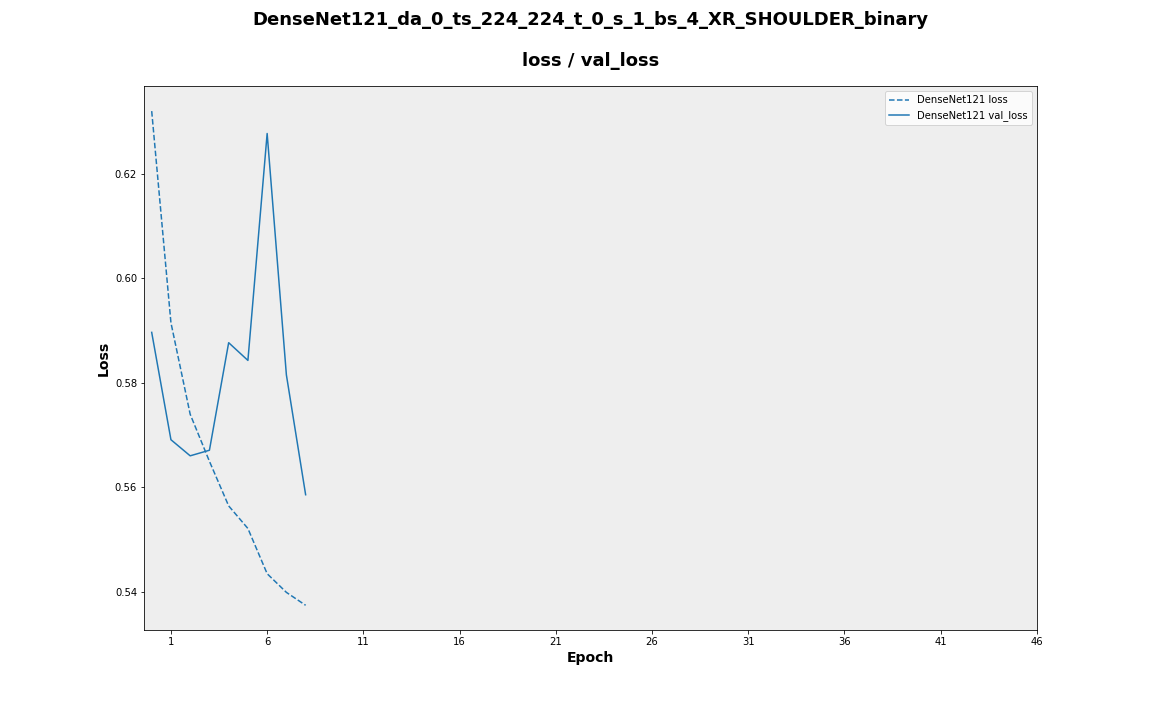 DenseNet121_da_0_ts_224_224_t_0_s_1_bs_4_XR_SHOULDER_binary
loss / val_loss
DenseNet121 loss
DenseNet121 val_loss
0.62
0.60
0.58
0.56
0.54
Loss
1 6 11 16 21 26 31 36 41 46
Epoch